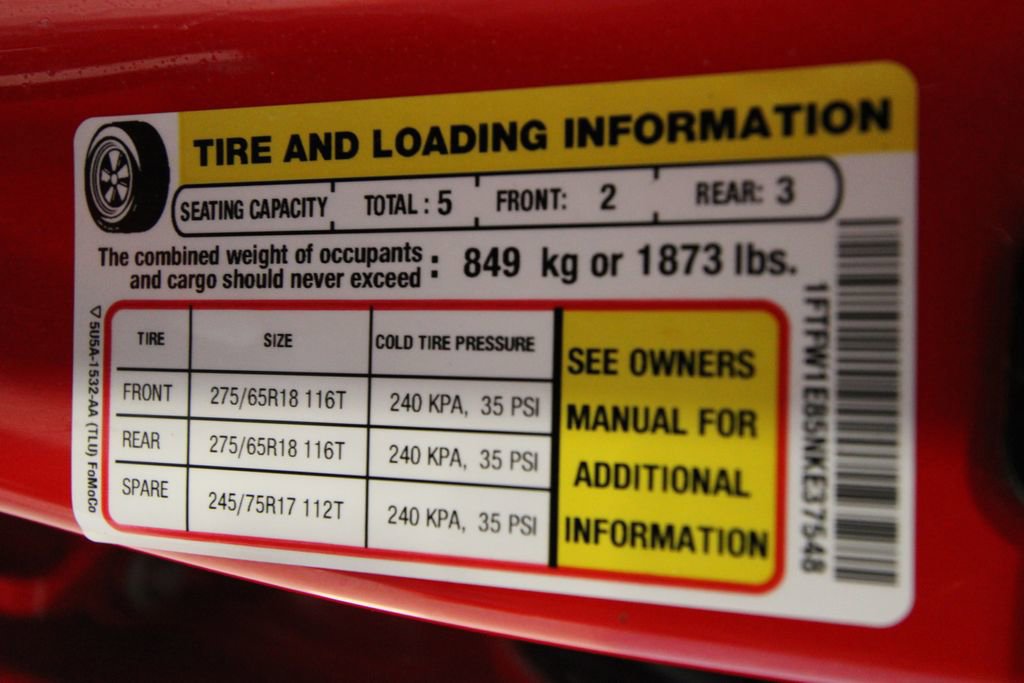 TIRE AND LOADING INFORMATION
SEATING CAPACITY TOTAL : 5 FRONT: 2 REAR: 3
The combined weight of occupants
and cargo should never exceed : 849 kg or 1873 lbs.
TIRE SIZE COLD TIRE PRESSURE
FRONT 275/65R18 116T 240 KPA, 35 PSI
REAR 275/65R18 116T 240 KPA, 35 PSI
SPARE 245/75R17 112T 240 KPA, 35 PSI
SEE OWNERS
MANUAL FOR
ADDITIONAL
INFORMATION
5U5A-1532-AA (TLU) FoMoCo
1FTFW1E85NKE37548